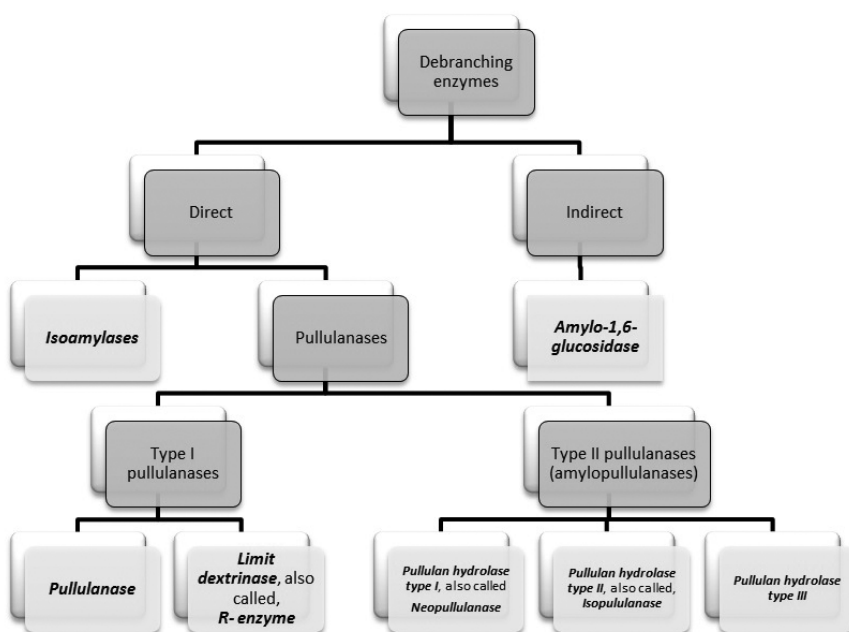 Debranching
enzymes
Direct
Indirect
Isoamylases
Pullulanases
Amylo-1,6-
glucosidase
Type I
pullulanases
Type II pullulanases
(amylopullulanases)
Pullulanase
Limit
dextrinase, also
called,
R- enzyme
Pullulan hydrolase
type I, also called
Neopullulanase
Pullulan hydrolase
type II, also called,
Isopululanase
Pullulan hydrolase
type III